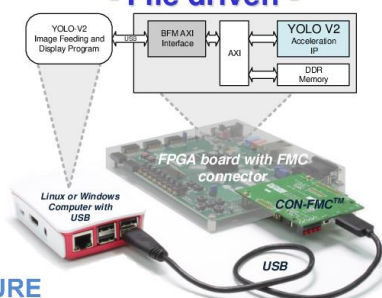 - File driven -
YOLO-V2
Image Feeding and
Display Program
USB
BFM AXI
Interface
AXI
YOLO V2
Acceleration
IP
DDR
Memory
FPGA board with FMC
connector
Linux or Windows
Computer with
USB
CON-FMC™
USB
URE